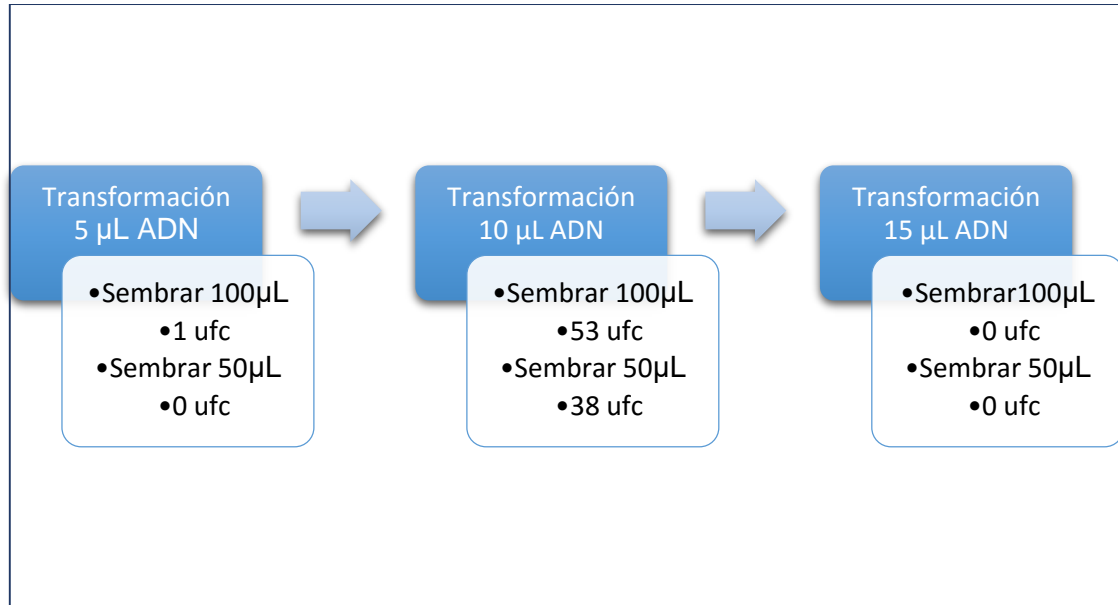 Transformación
5 µL ADN
•Sembrar 100µL
•1 ufc
•Sembrar 50µL
•0 ufc
Transformación
10 µL ADN
•Sembrar 100µL
•53 ufc
•Sembrar 50µL
•38 ufc
Transformación
15 µL ADN
•Sembrar100µL
•0 ufc
•Sembrar 50µL
•0 ufc